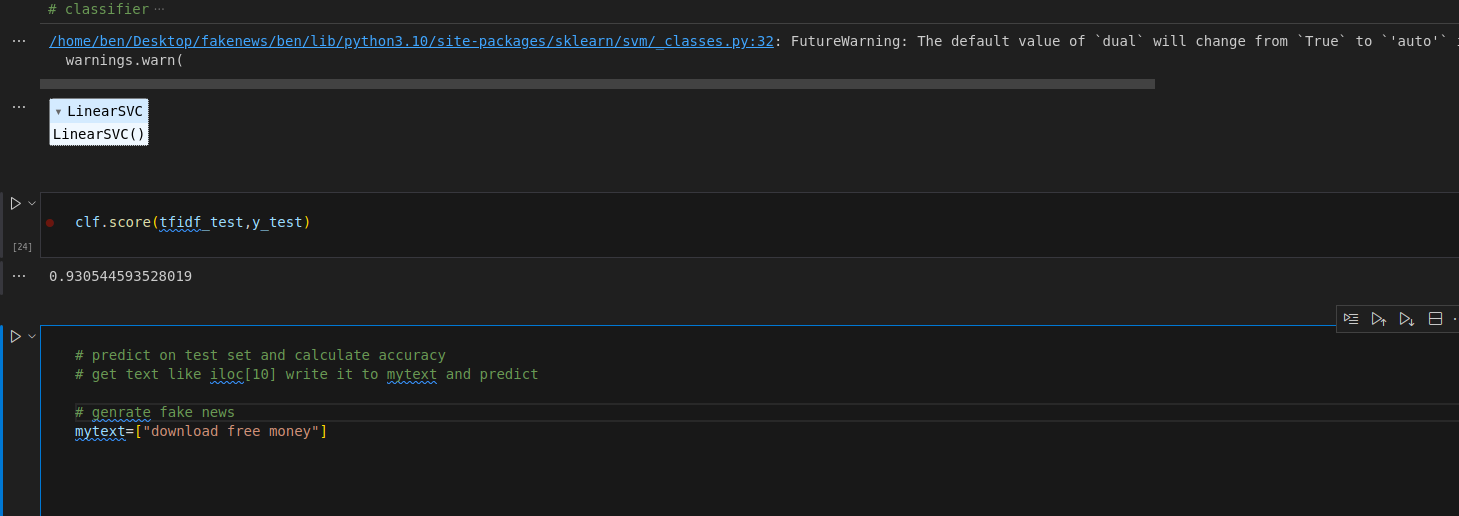 # classifier ···
/home/ben/Desktop/fakenews/ben/lib/python3.10/site-packages/sklearn/svm/_classes.py:32: FutureWarning: The default value of `dual` will change from `True` to `'auto'`
warnings.warn(
▾ LinearSVC
LinearSVC()
clf.score(tfidf_test,y_test)
[24]
0.930544593528019
# predict on test set and calculate accuracy
# get text like iloc[10] write it to mytext and predict
# genrate fake news
mytext=["download free money"]